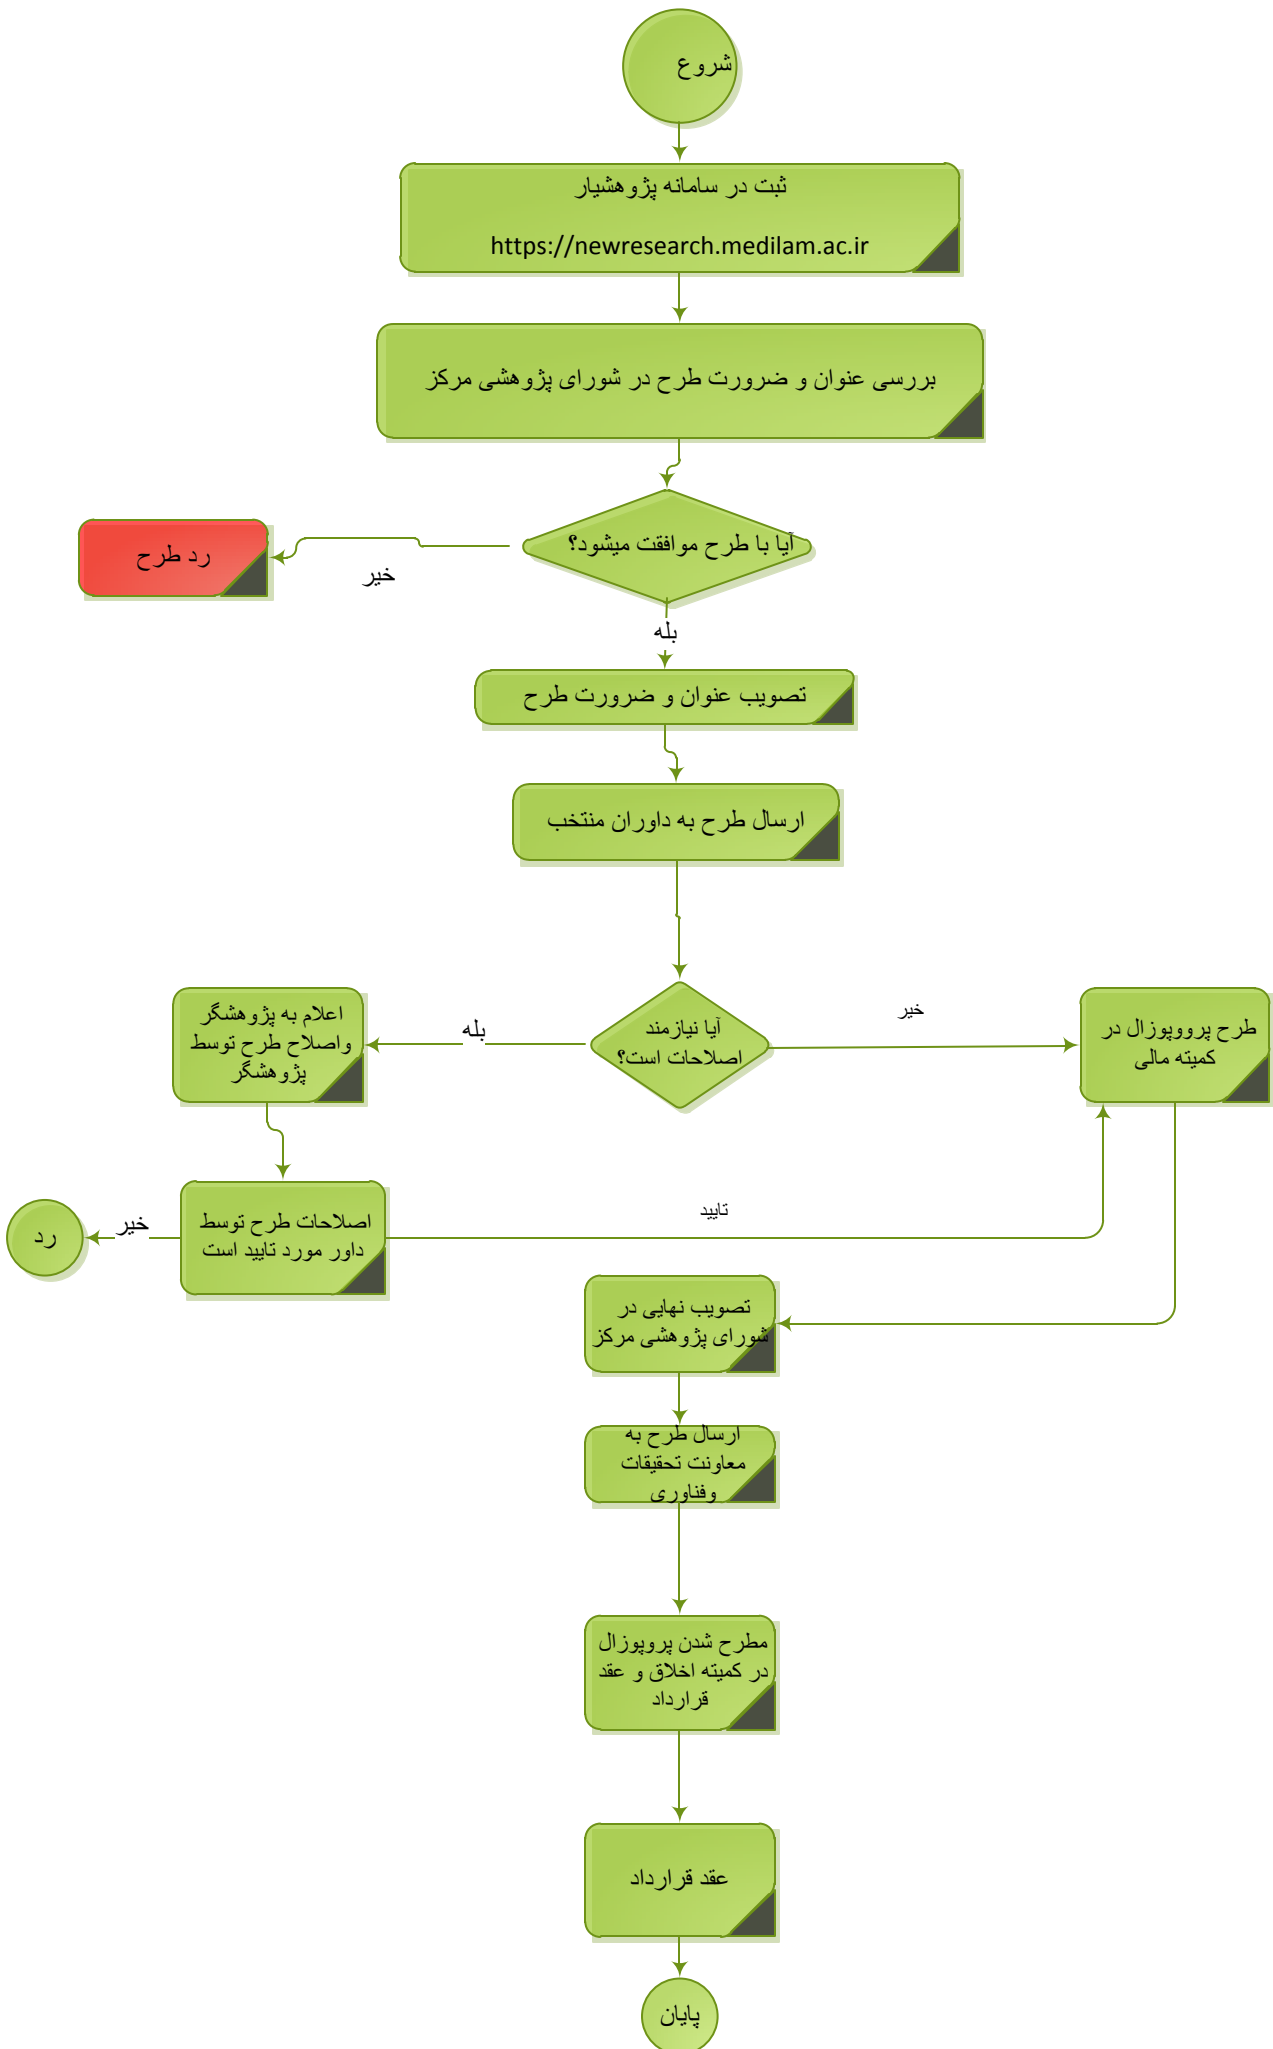 شروع
ثبت در سامانه پژوهشیار
https://newresearch.medilam.ac.ir
بررسی عنوان و ضرورت طرح در شورای پژوهشی مرکز
آیا با طرح موافقت میشود؟
خیر
رد طرح
بله
تصویب عنوان و ضرورت طرح
ارسال طرح به داوران منتخب
آیا نیازمند
اصلاحات است؟
خیر
طرح پرووپوزال در
کمیته مالی
بله
اعلام به پژوهشگر
واصلاح طرح توسط
پژوهشگر
اصلاحات طرح توسط
داور مورد تایید است
خیر
رد
تایید
تصویب نهایی در
شورای پژوهشی مرکز
ارسال طرح به
معاونت تحقیقات
وفناوری
مطرح شدن پروپوزال
در کمیته اخلاق و عقد
قرارداد
عقد قرارداد
پایان